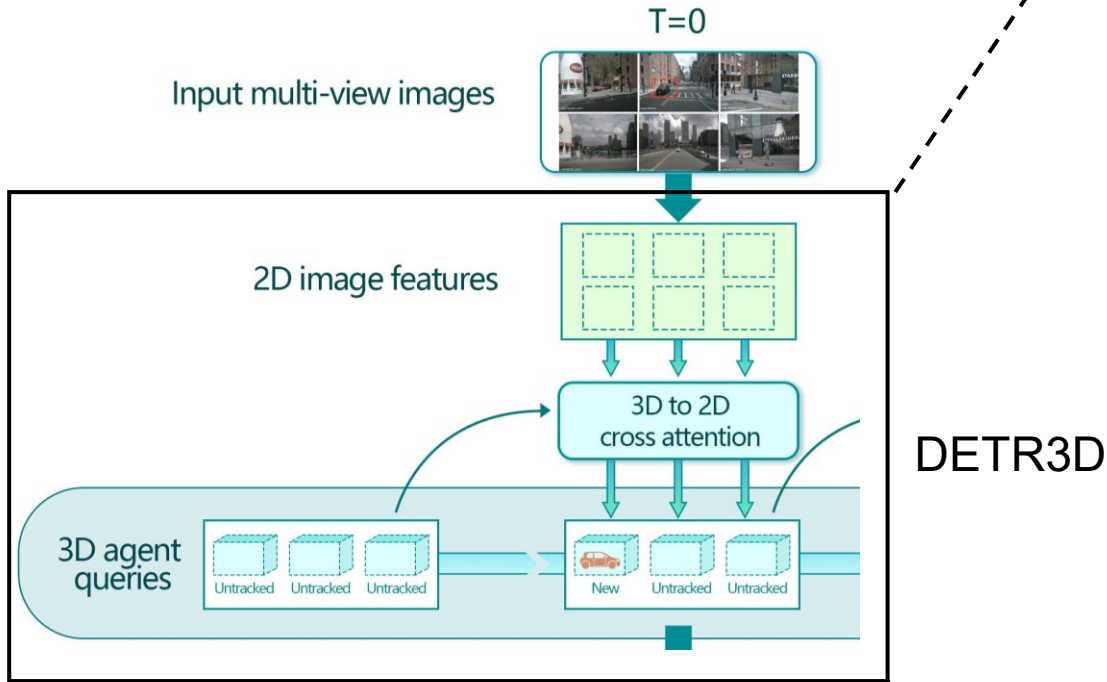 T=0
Input multi-view images
2D image features
3D to 2D
cross attention
DETR3D
3D agent
queries
Untracked
Untracked
Untracked
New
Untracked
Untracked